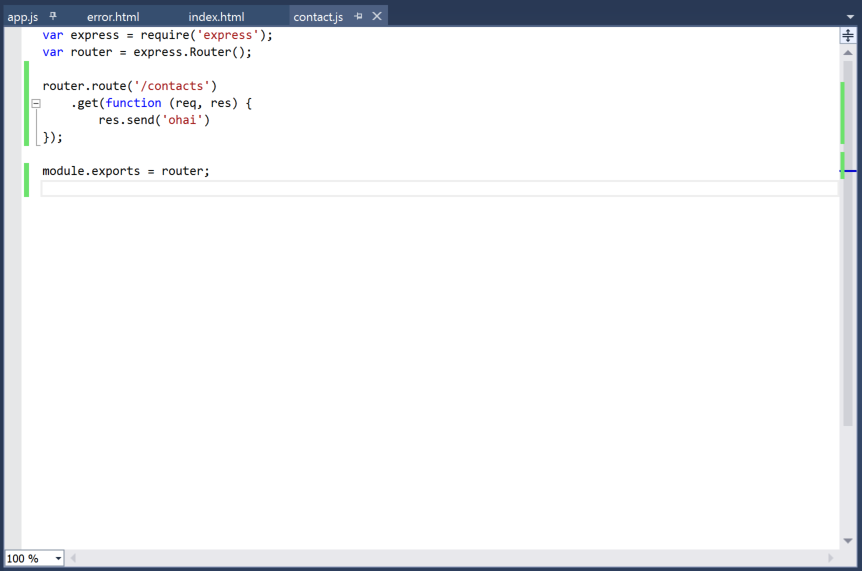 app.js error.html index.html contact.js
var express = require('express');
var router = express.Router();
router.route('/contacts')
.get(function (req, res) {
res.send('ohai')
});
module.exports = router;
100 %